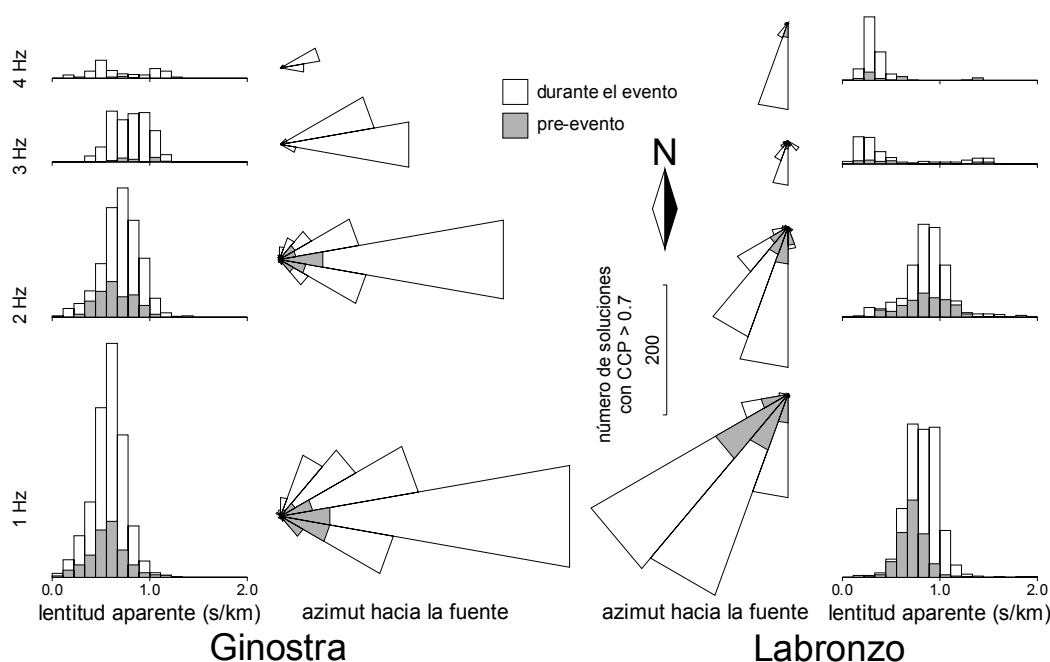 4 Hz
3 Hz
2 Hz
1 Hz
durante el evento
pre-evento
N
número de soluciones
con CCP > 0.7
200
0.0 1.0 2.0
lentitud aparente (s/km)
azimut hacia la fuente
Ginostra
azimut hacia la fuente
0.0 1.0 2.0
lentitud aparente (s/km)
Labronzo